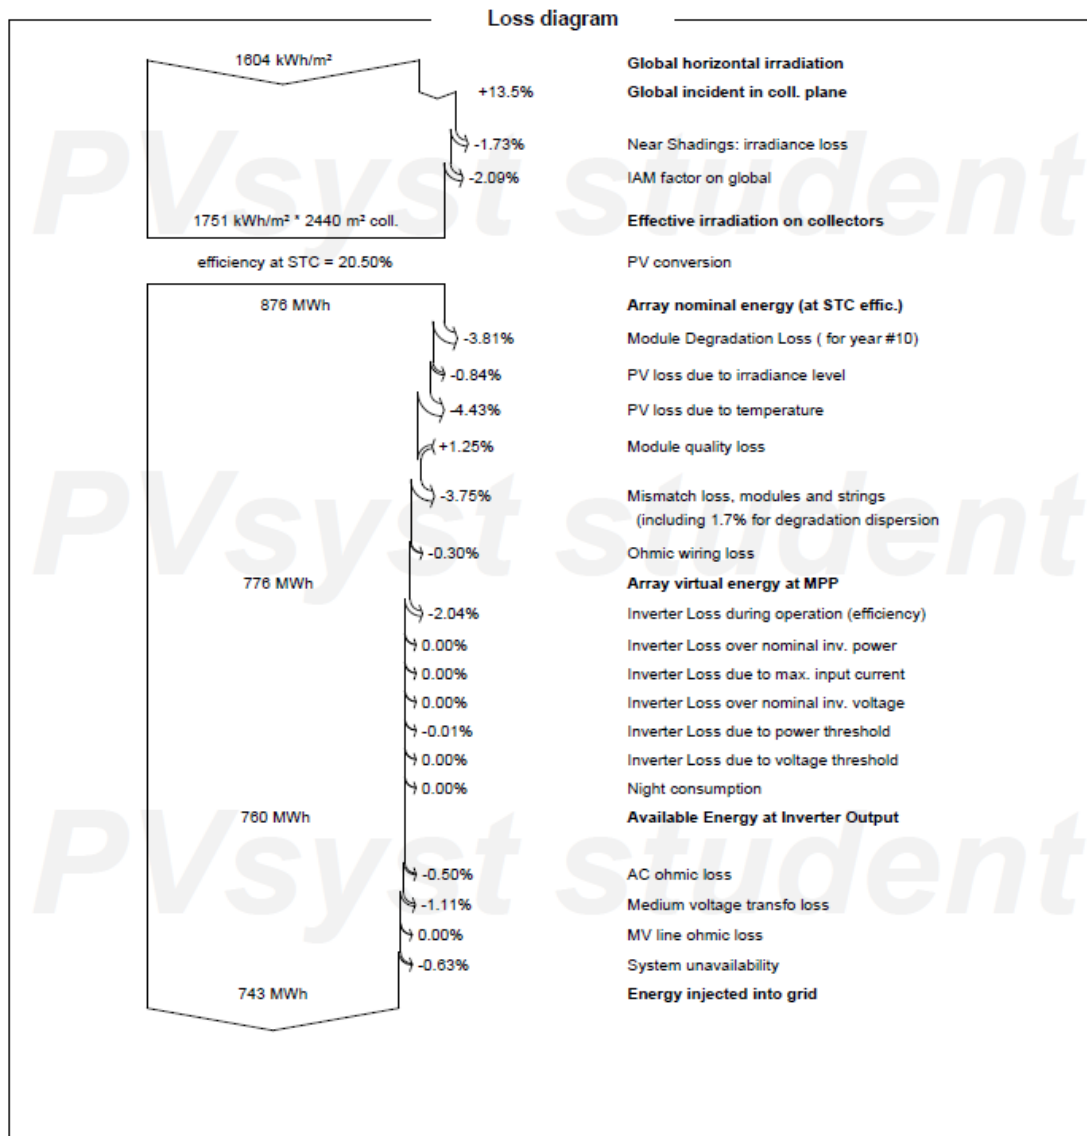 Loss diagram
1604 kWh/m²
Global horizontal irradiation
+13.5%
Global incident in coll. plane
-1.73%
Near Shadings: irradiance loss
-2.09%
IAM factor on global
PVsyst student
1751 kWh/m² * 2440 m² coll.
Effective irradiation on collectors
efficiency at STC = 20.50%
PV conversion
876 MWh
Array nominal energy (at STC effic.)
-3.81%
Module Degradation Loss ( for year #10)
-0.84%
PV loss due to irradiance level
-4.43%
PV loss due to temperature
+1.25%
Module quality loss
-3.75%
Mismatch loss, modules and strings
(including 1.7% for degradation dispersion
PVsyst student
-0.30%
Ohmic wiring loss
776 MWh
Array virtual energy at MPP
-2.04%
Inverter Loss during operation (efficiency)
0.00%
Inverter Loss over nominal inv. power
0.00%
Inverter Loss due to max. input current
0.00%
Inverter Loss over nominal inv. voltage
-0.01%
Inverter Loss due to power threshold
0.00%
Inverter Loss due to voltage threshold
0.00%
Night consumption
760 MWh
Available Energy at Inverter Output
PVsyst student
-0.50%
AC ohmic loss
-1.11%
Medium voltage transfo loss
0.00%
MV line ohmic loss
-0.63%
System unavailability
743 MWh
Energy injected into grid